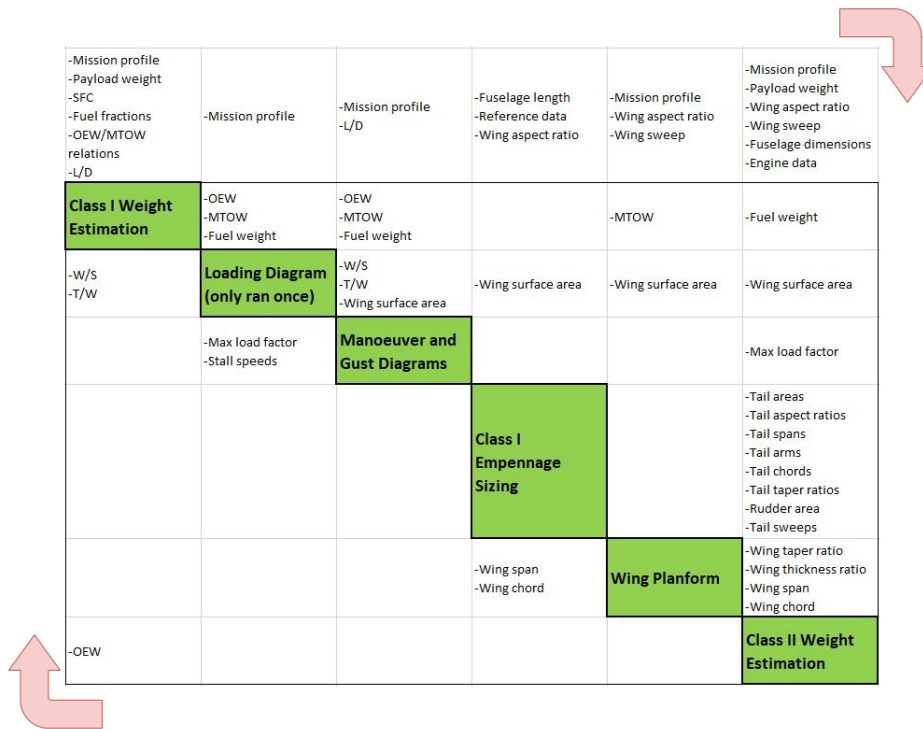 -Mission profile
-Payload weight
-SFC
-Fuel fractions
-OEW/MTOW
relations
-L/D
-Mission profile
-Mission profile
-L/D
-Fuselage length
-Reference data
-Wing aspect ratio
-Mission profile
-Wing aspect ratio
-Wing sweep
-Mission profile
-Payload weight
-Wing aspect ratio
-Wing sweep
-Fuselage dimensions
-Engine data
Class I Weight
Estimation
-OEW
-MTOW
-Fuel weight
-OEW
-MTOW
-Fuel weight
-MTOW
-Fuel weight
-W/S
-T/W
Loading Diagram
(only ran once)
-W/S
-T/W
-Wing surface area
-Wing surface area
-Wing surface area
-Wing surface area
-Max load factor
-Stall speeds
Manoeuver and
Gust Diagrams
-Max load factor
Class I
Empennage
Sizing
-Tail areas
-Tail aspect ratios
-Tail spans
-Tail arms
-Tail chords
-Tail taper ratios
-Rudder area
-Tail sweeps
-Wing span
-Wing chord
Wing Planform
-Wing taper ratio
-Wing thickness ratio
-Wing span
-Wing chord
-OEW
Class II Weight
Estimation